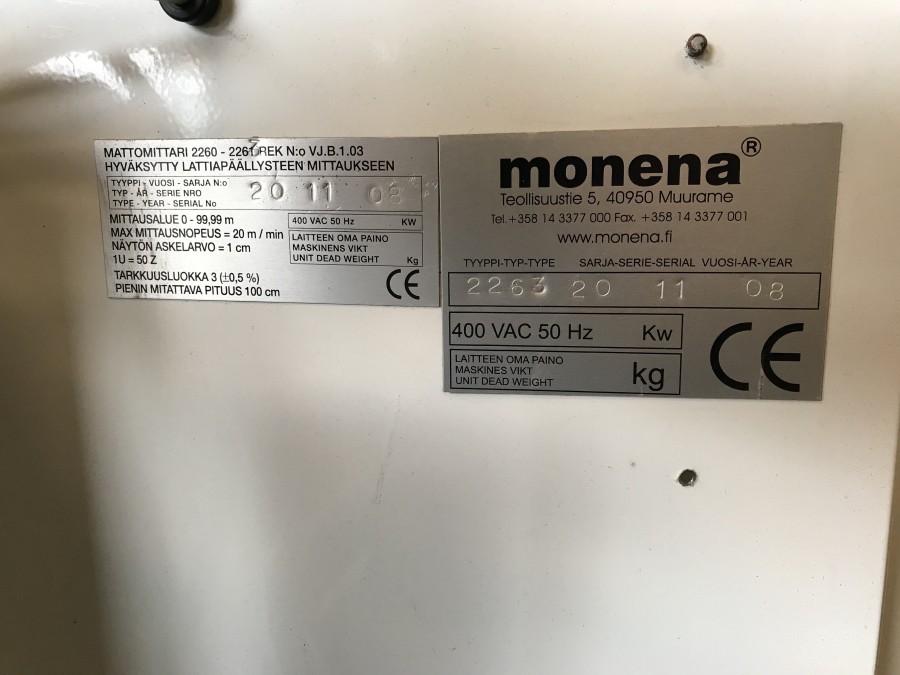 MATTOMITTARI 2260 - 2263 REK N:o VJ.B.1.03
HYVÄKSYTTY LATTIAPÄÄLLYSTEEN MITTAUKSEEN
TYYPPI - VUOSI - SARJA N:o
TYP - ÅR - SERIE NRO
TYPE - YEAR - SERIAL No
20 11 08
MITTAUSALUE 0 - 99,99 m
MAX MITTAUSNOPEUS = 20 m / min
NÄYTÖN ASKELARVO = 1 cm
1U = 50 Z
TARKKUUSLUOKKA 3 (±0,5 %)
PIENIN MITATTAVA PITUUS 100 cm
400 VAC 50 Hz KW
LAITTEEN OMA PAINO
MASKINENS VIKT
UNIT DEAD WEIGHT Kg
CE
monena®
Teollisuustie 5, 40950 Muurame
Tel. +358 14 3377 000 Fax. +358 14 3377 001
www.monena.fi
TYYPPI-TYP-TYPE SARJA-SERIE-SERIAL VUOSI-ÅR-YEAR
2263 20 11 08
400 VAC 50 Hz Kw
LAITTEEN OMA PAINO
MASKINES VIKT
UNIT DEAD WEIGHT kg
CE